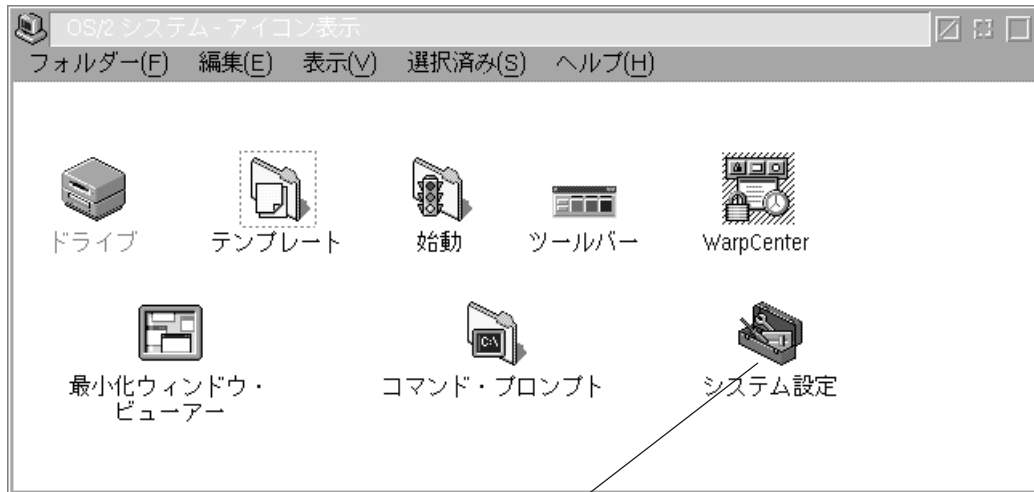 OS/2 システム - アイコン表示
フォルダー(F) 編集(E) 表示(V) 選択済み(S) ヘルプ(H)
ドライブ テンプレート 始動 ツールバー WarpCenter
最小化ウィンドウ・
ビューアー
コマンド・プロンプト システム設定